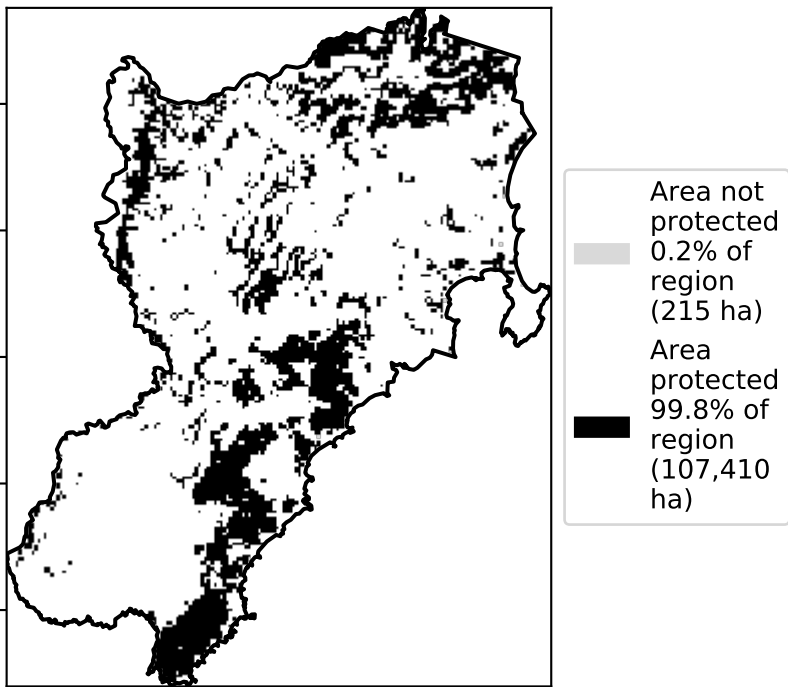 Area not
protected
0.2% of
region
(215 ha)
Area
protected
99.8% of
region
(107,410
ha)